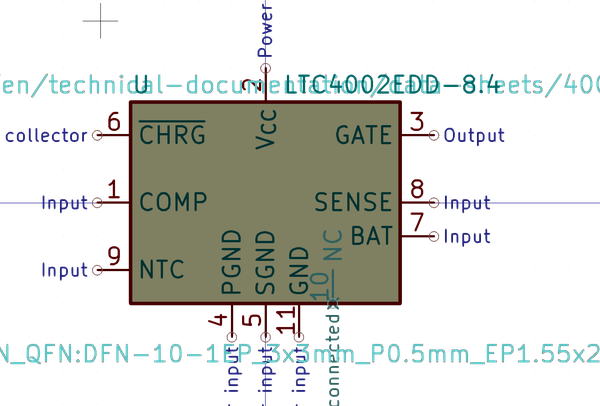 Power
en/technical-documentation/data-sheets/400
U LTC4002EDD-8.4
2
collector 6 CHRG Vcc GATE 3 Output
Input 1 COMP SENSE 8 Input
BAT 7 Input
Input 9 NTC PGND SGND GND NC
4 5 11 10
N_QFN:DFN-10-1EP_3x3mm_P0.5mm_EP1.55x2
input input input connected